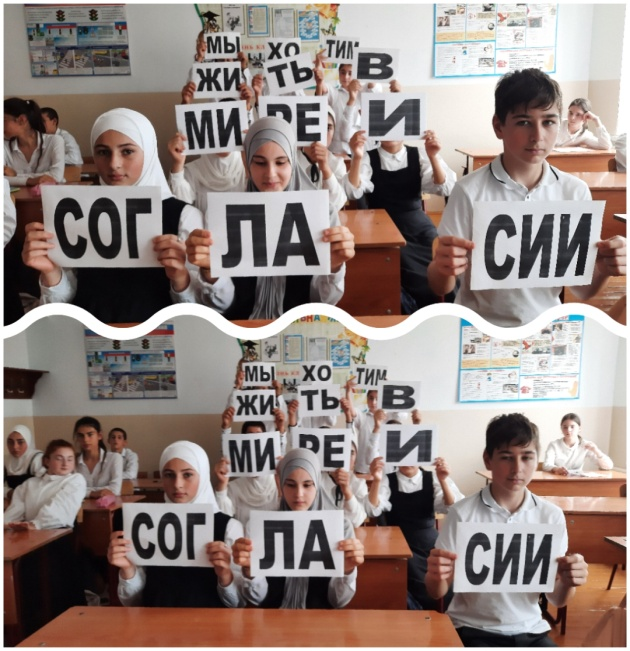 МЫ ХО ТИМ
ЖИ ТЬ В
МИ РЕ И
СОГ ЛА СИИ
МЫ ХО ТИМ
ЖИ ТЬ В
МИ РЕ И
СОГ ЛА СИИ